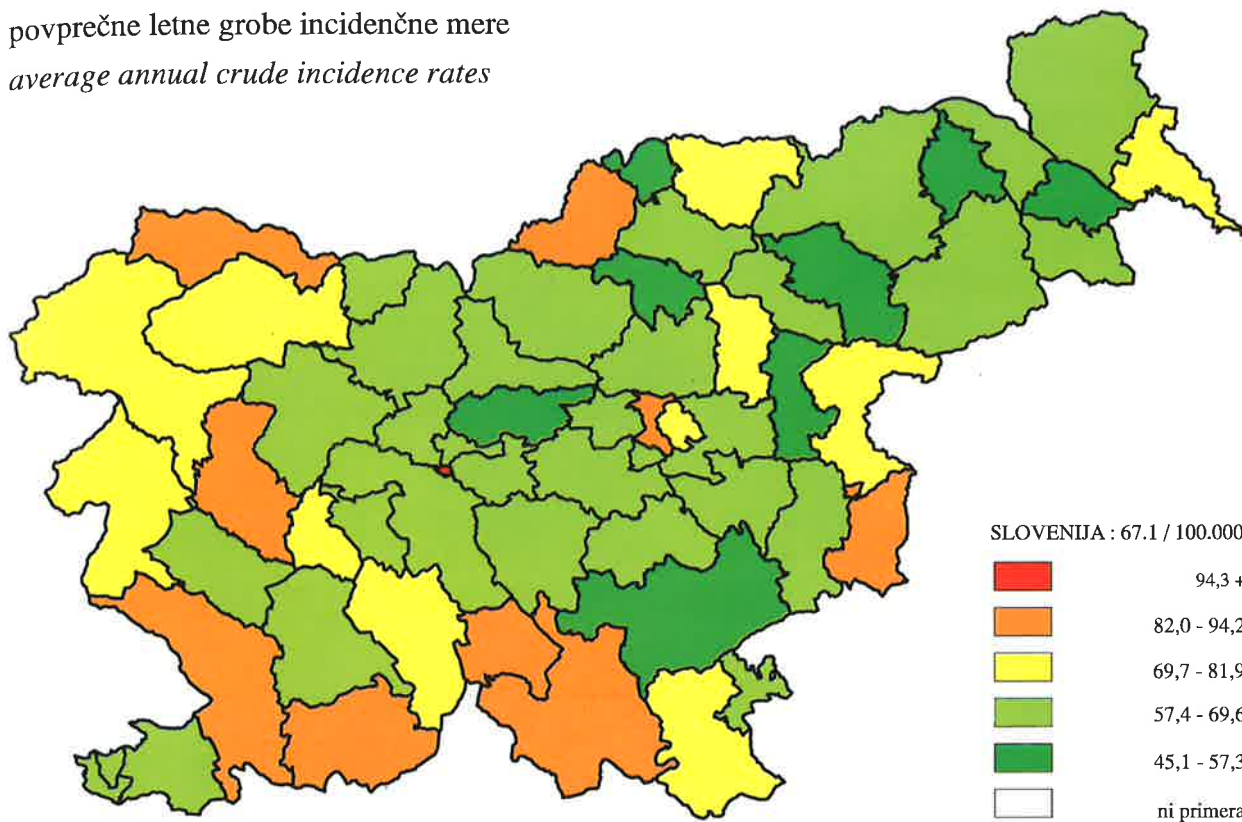 povprečne letne grobe incidenčne mere
average annual crude incidence rates
SLOVENIJA : 67.1 / 100.000
94,3 +
82,0 - 94,2
69,7 - 81,9
57,4 - 69,6
45,1 - 57,3
ni primera